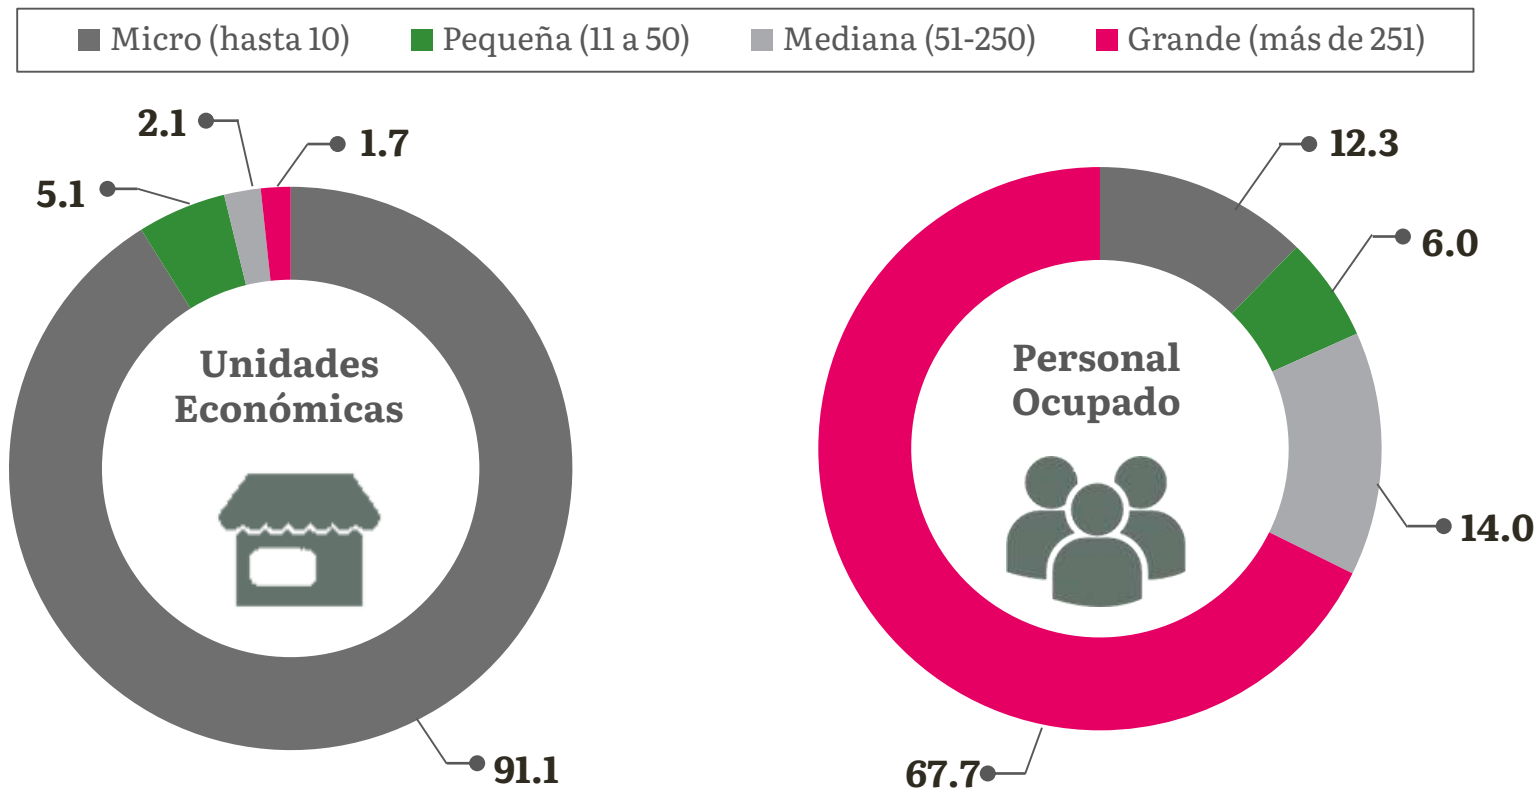 Micro (hasta 10) Pequeña (11 a 50) Mediana (51-250) Grande (más de 251)
2.1
1.7
5.1
Unidades
Económicas
91.1
12.3
6.0
Personal
Ocupado
14.0
67.7